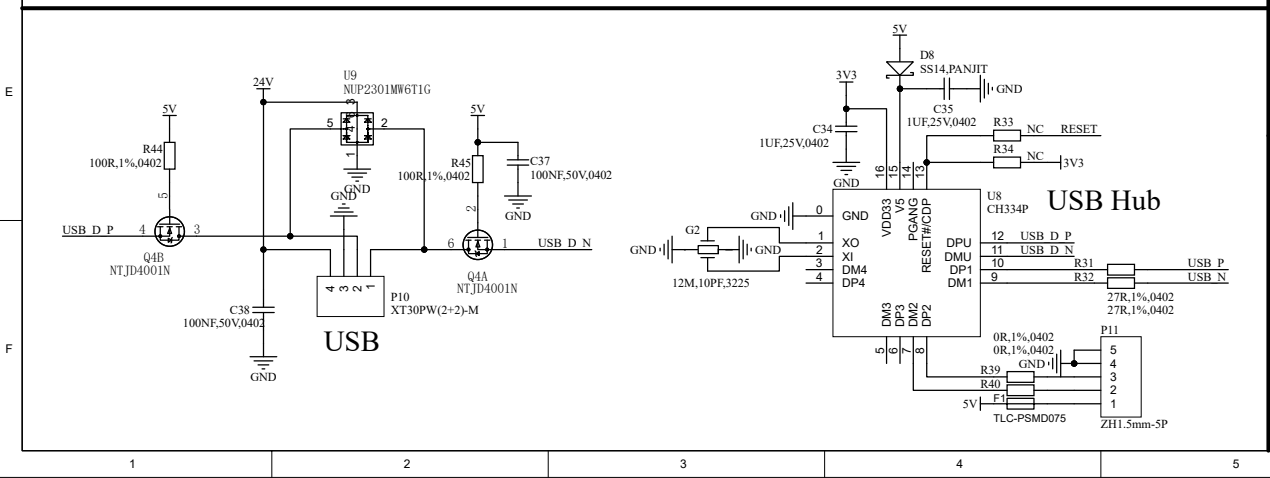 E
F
24V
U9
NUP2301MW6T1G
3
5
4
2
1
GND
5V
R44
100R,1%,0402
5
USB_D_P
4
3
Q4B
NTJD4001N
5V
R45
100R,1%,0402
C37
100NF,50V,0402
GND
2
6
1
USB_D_N
Q4A
NTJD4001N
GND
4
3
2
1
P10
XT30PW(2+2)-M
C38
100NF,50V,0402
GND
USB
5V
D8
SS14,PANJIT
3V3
C35
1UF,25V,0402
GND
C34
1UF,25V,0402
GND
R33
NC
RESET
R34
NC
3V3
16
15
14
13
U8
CH334P
USB Hub
VDD33
V5
PGANG
RESET#/CDP
GND
0
GND
1
XO
2
XI
3
DM4
4
DP4
G2
GND
GND
12M,10PF,3225
DPU
12
USB_D_P
DMU
11
USB_D_N
DP1
10
R31
USB_P
DM1
9
R32
USB_N
27R,1%,0402
27R,1%,0402
DM3
DP3
DM2
DP2
5
6
7
8
0R,1%,0402
0R,1%,0402
P11
GND
R39
R40
5V
F1
TLC-PSMD075
5
4
3
2
1
ZH1.5mm-5P
1
2
3
4
5